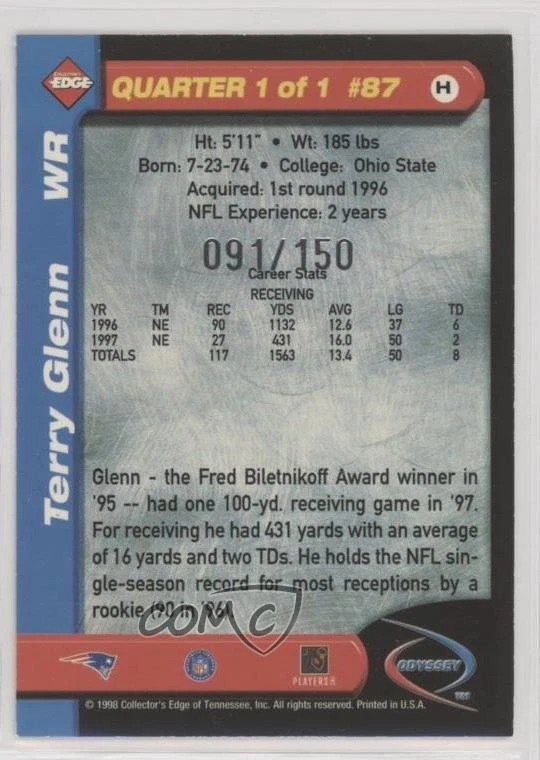 COLLECTOR'S
EDGE
QUARTER 1 of 1 #87
H
Terry Glenn WR
Ht: 5'11" • Wt: 185 lbs
Born: 7-23-74 • College: Ohio State
Acquired: 1st round 1996
NFL Experience: 2 years
091/150
Career Stats
RECEIVING
YR TM REC YDS AVG LG TD
1996 NE 90 1132 12.6 37 6
1997 NE 27 431 16.0 50 2
TOTALS 117 1563 13.4 50 8
Glenn - the Fred Biletnikoff Award winner in
'95 -- had one 100-yd. receiving game in '97.
For receiving he had 431 yards with an average
of 16 yards and two TDs. He holds the NFL sin-
gle-season record for most receptions by a
rookie (90 in '96).
COMC
NFL
PLAYERS INC
ODYSSEY
TM
© 1998 Collector's Edge of Tennessee, Inc. All rights reserved. Printed in U.S.A.